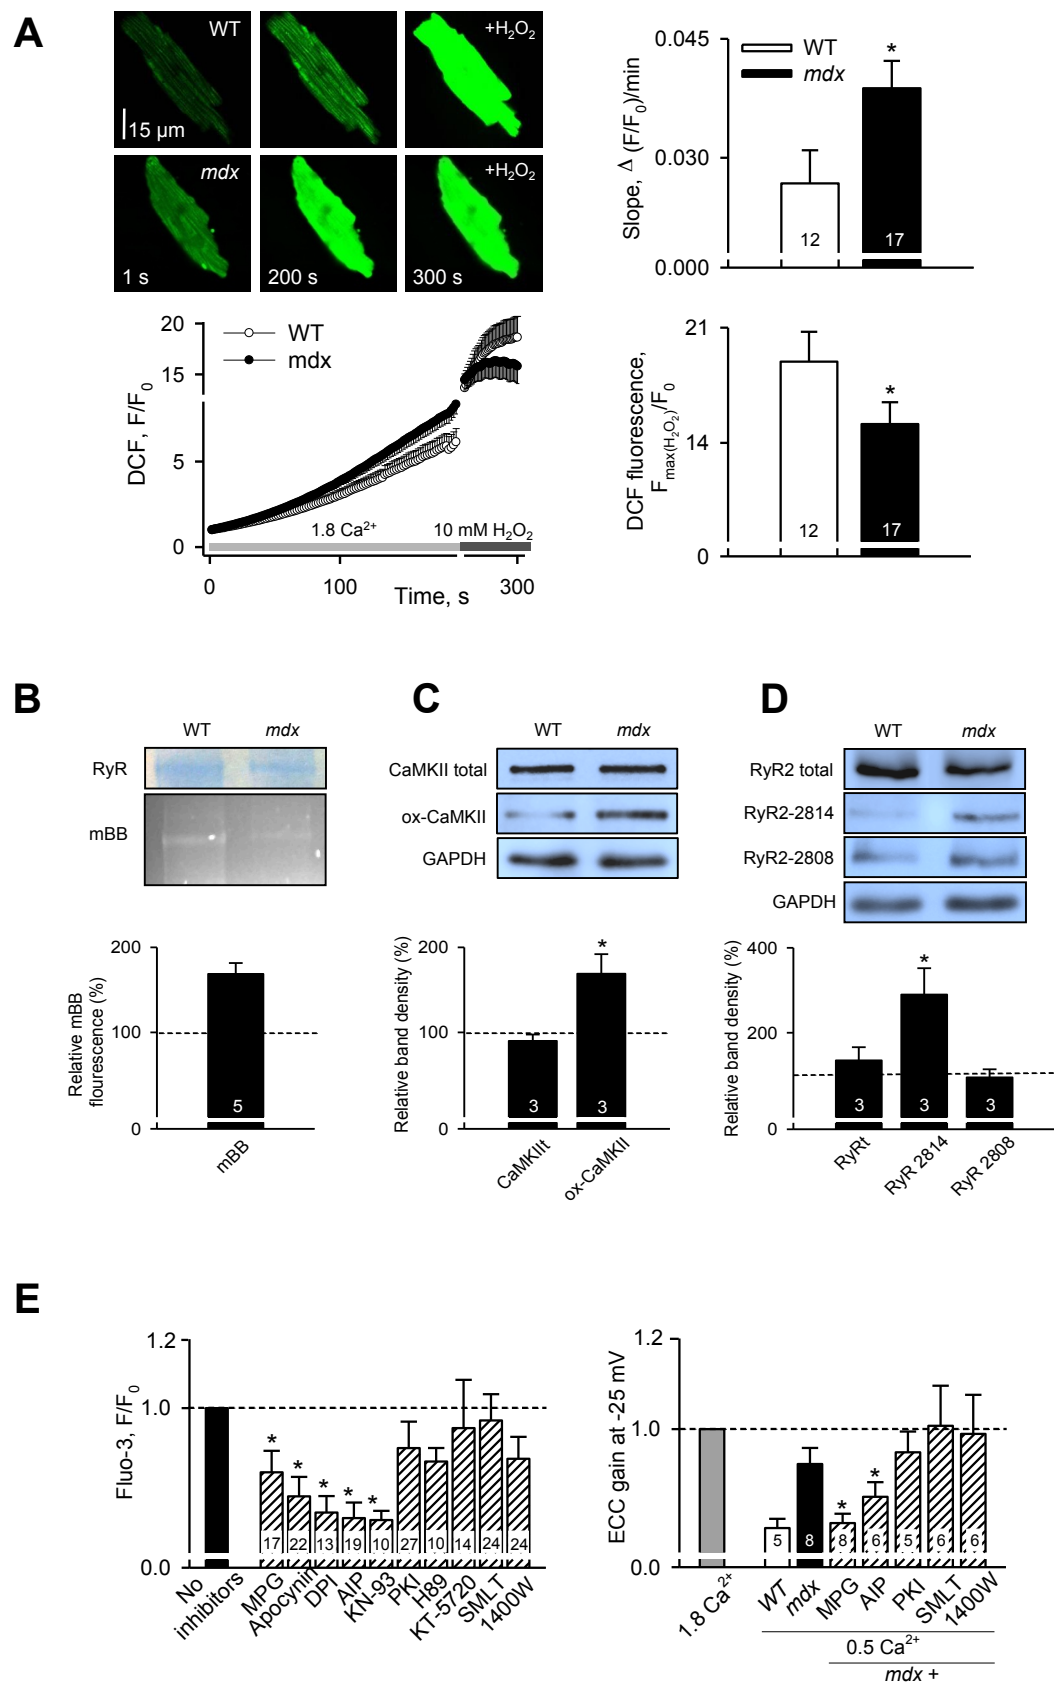 A
WT
+H₂O₂
15 µm
mdx
+H₂O₂
1 s
200 s
300 s
20
15
5
0
DCF, F/F₀
WT
mdx
1.8 Ca²⁺
10 mM H₂O₂
0
100
300
Time, s
0.045
0.030
0.000
Slope, Δ (F/F₀)/min
WT
mdx
*
12
17
21
14
0
DCF fluorescence,
Fmax(H₂O₂)/F₀
*
12
17
B
WT
mdx
RyR
mBB
200
100
0
Relative mBB
flourescence (%)
5
mBB
C
WT
mdx
CaMKII total
ox-CaMKII
GAPDH
200
100
0
Relative band density (%)
*
3
3
CaMKIIt
ox-CaMKII
D
WT
mdx
RyR2 total
RyR2-2814
RyR2-2808
GAPDH
400
200
0
Relative band density (%)
*
3
3
3
RyRt
RyR 2814
RyR 2808
E
1.2
1.0
0.0
Fluo-3, F/F₀
* * * * *
17 22 13 19 10 27 10 14 24 24
No
inhibitors
MPG
Apocynin
DPI
AIP
KN-93
PKI
H89
KT-5720
SMLT
1400W
1.2
1.0
0.0
ECC gain at -25 mV
* *
5 8 8 6 5 6 6
1.8 Ca²⁺
WT
mdx
MPG
AIP
PKI
SMLT
1400W
0.5 Ca²⁺
mdx +